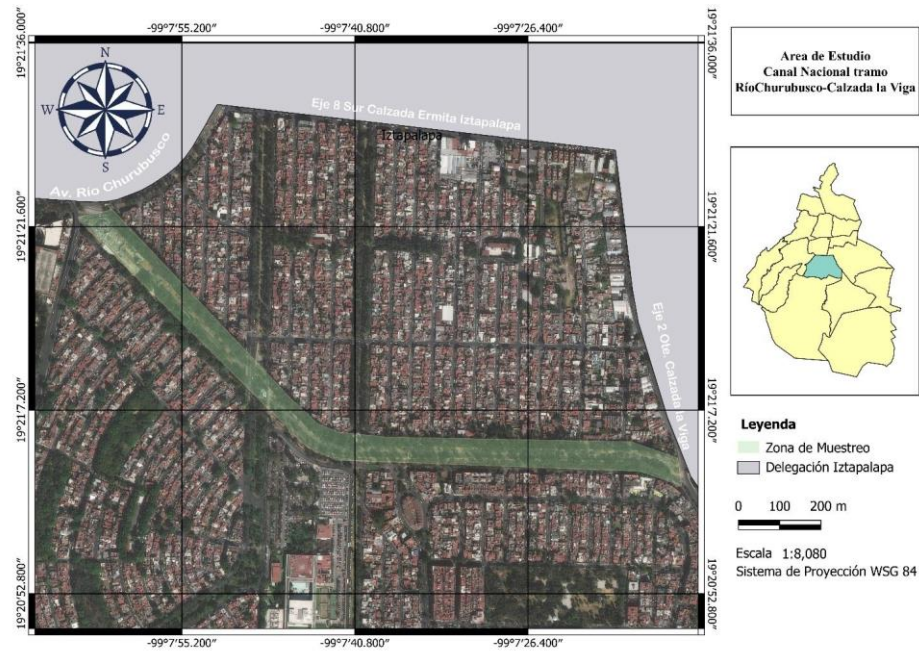 -99°7'55.200" -99°7'40.800" -99°7'26.400"
19°21'36.000"
19°21'36.000"
N
W E
S
Eje 8 Sur Calzada Ermita Iztapalapa
Iztapalapa
Av. Río Churubusco
19°21'21.600"
19°21'21.600"
Eje 2 Ote. Calzada la Viga
19°21'7.200"
19°21'7.200"
19°20'52.800"
19°20'52.800"
-99°7'55.200" -99°7'40.800" -99°7'26.400"
Area de Estudio
Canal Nacional tramo
RíoChurubusco-Calzada la Viga
Leyenda
Zona de Muestreo
Delegación Iztapalapa
0 100 200 m
Escala 1:8,080
Sistema de Proyección WSG 84